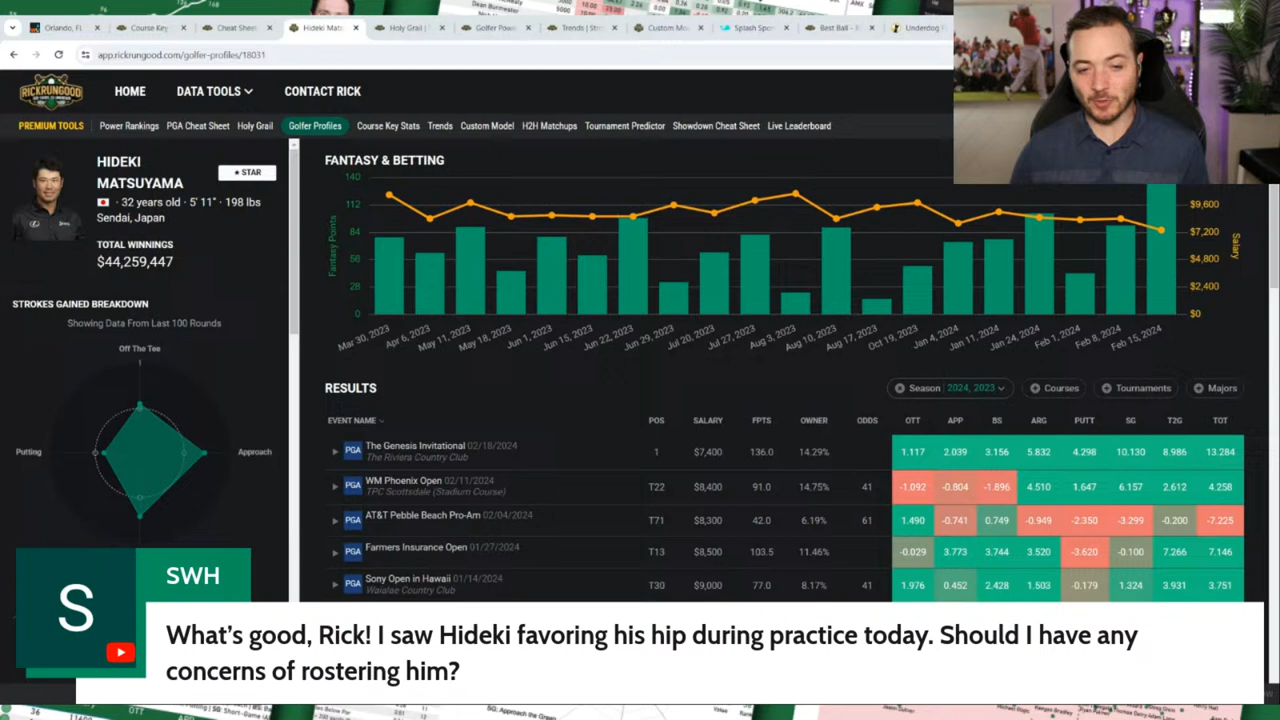 Orlando, FL
Course Key
Cheat Sheet
Hideki Mats
Holy Grail |
Golfer Pow
Trends | St
Custom Mo
Splash Spo
Best Ball - R
Underdog
app.rickrungood.com/golfer-profiles/18031
RICKRUNGOOD
HOME
DATA TOOLS
CONTACT RICK
PREMIUM TOOLS
Power Rankings
PGA Cheat Sheet
Holy Grail
Golfer Profiles
Course Key Stats
Trends
Custom Model
H2H Matchups
Tournament Predictor
Showdown Cheat Sheet
Live Leaderboard
HIDEKI
MATSUYAMA
★ STAR
32 years old · 5' 11" · 198 lbs
Sendai, Japan
TOTAL WINNINGS
$44,259,447
STROKES GAINED BREAKDOWN
Showing Data From Last 100 Rounds
Off The Tee
1
Putting
Approach
FANTASY & BETTING
140
112
84
56
28
0
Fantasy Points
$9,600
$7,200
$4,800
$2,400
$0
Salary
Mar 30, 2023
Apr 6, 2023
May 11, 2023
May 18, 2023
Jun 1, 2023
Jun 15, 2023
Jun 22, 2023
Jun 29, 2023
Jul 20, 2023
Jul 27, 2023
Aug 3, 2023
Aug 10, 2023
Aug 17, 2023
Oct 19, 2023
Jan 4, 2024
Jan 11, 2024
Jan 24, 2024
Feb 1, 2024
Feb 8, 2024
Feb 15, 2024
RESULTS
Season 2024, 2023
Courses
Tournaments
Majors
EVENT NAME POS SALARY FPTS OWNER ODDS OTT APP BS ARG PUTT SG T2G TOT
PGA The Genesis Invitational 02/18/2024 1 $7,400 136.0 14.29% 1.117 2.039 3.156 5.832 4.298 10.130 8.986 13.284
The Riviera Country Club
PGA WM Phoenix Open 02/11/2024 T22 $8,400 91.0 14.75% 41 -1.092 -0.804 -1.896 4.510 1.647 6.157 2.612 4.258
TPC Scottsdale (Stadium Course)
PGA AT&T Pebble Beach Pro-Am 02/04/2024 T71 $8,300 42.0 6.19% 61 1.490 -0.741 0.749 -0.949 -2.350 -3.299 -0.200 -7.225
PGA Farmers Insurance Open 01/27/2024 T13 $8,500 103.5 11.46% -0.029 3.773 3.744 3.520 -3.620 -0.100 7.266 7.146
PGA Sony Open in Hawaii 01/14/2024 T30 $9,000 77.0 8.17% 41 1.976 0.452 2.428 1.503 -0.179 1.324 3.931 3.751
Waialae Country Club
S
SWH
What's good, Rick! I saw Hideki favoring his hip during practice today. Should I have any
concerns of rostering him?